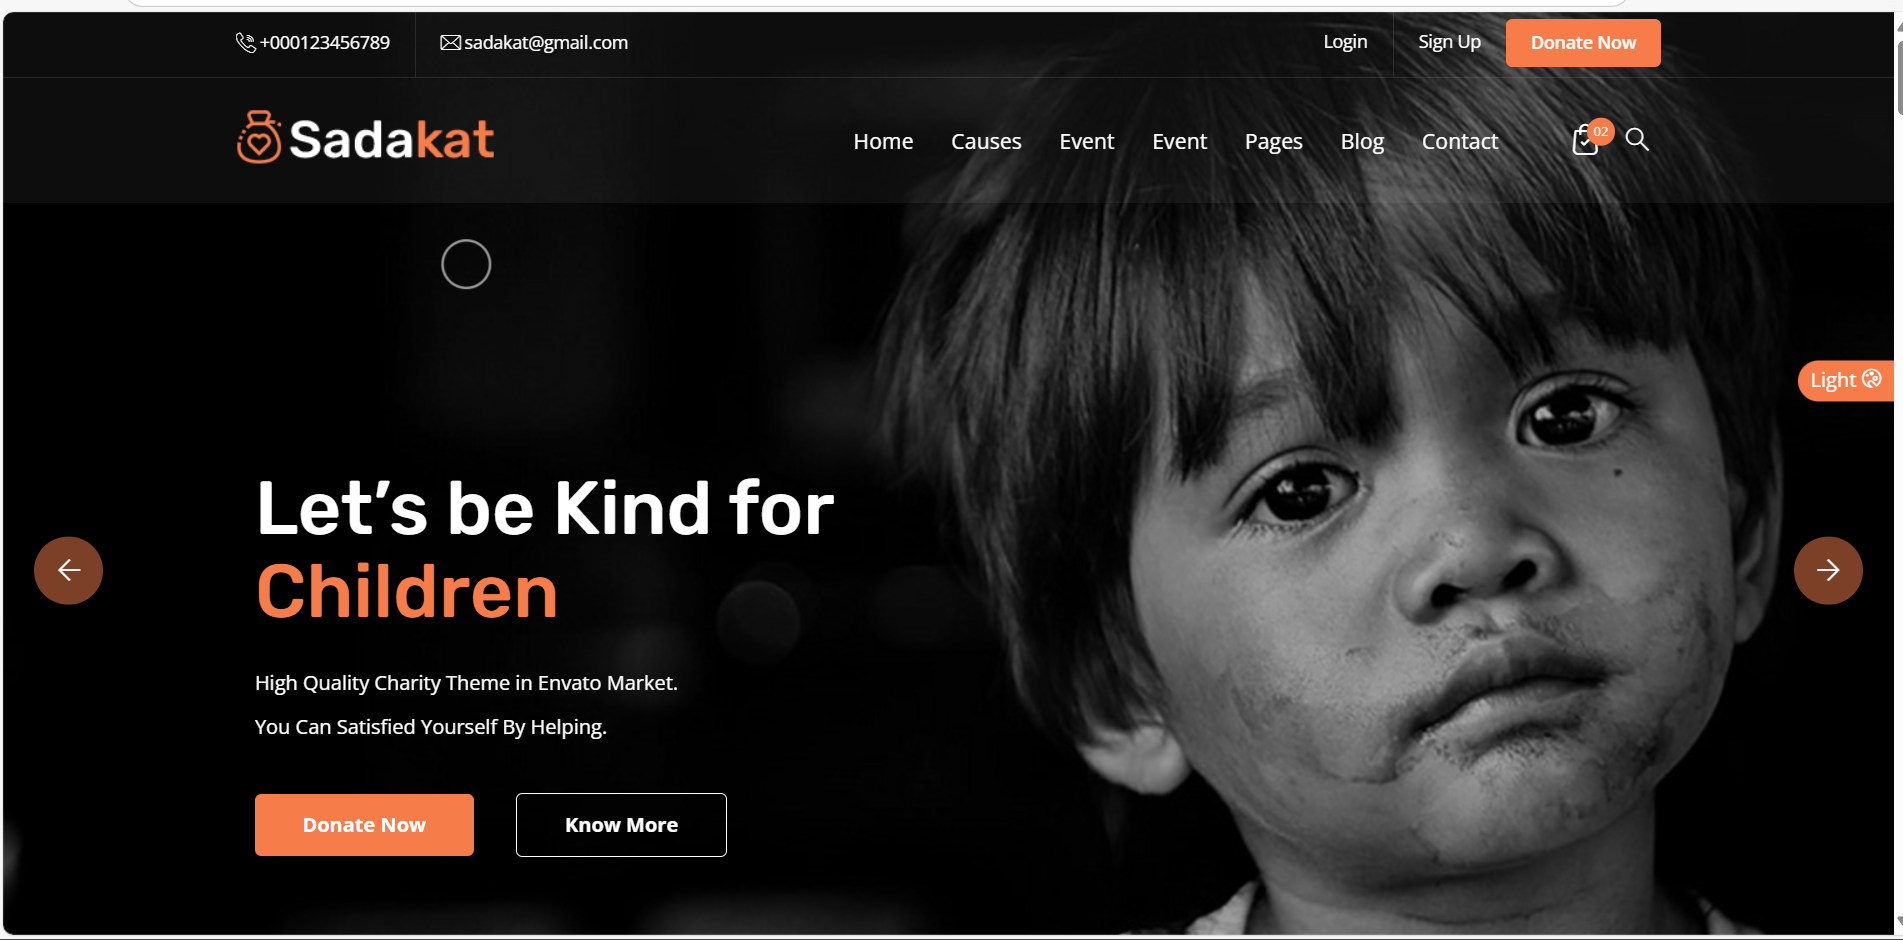 +000123456789
sadakat@gmail.com
Login
Sign Up
Donate Now
Sadakat
Home
Causes
Event
Event
Pages
Blog
Contact
02
Light
Let’s be Kind for
Children
High Quality Charity Theme in Envato Market.
You Can Satisfied Yourself By Helping.
Donate Now
Know More